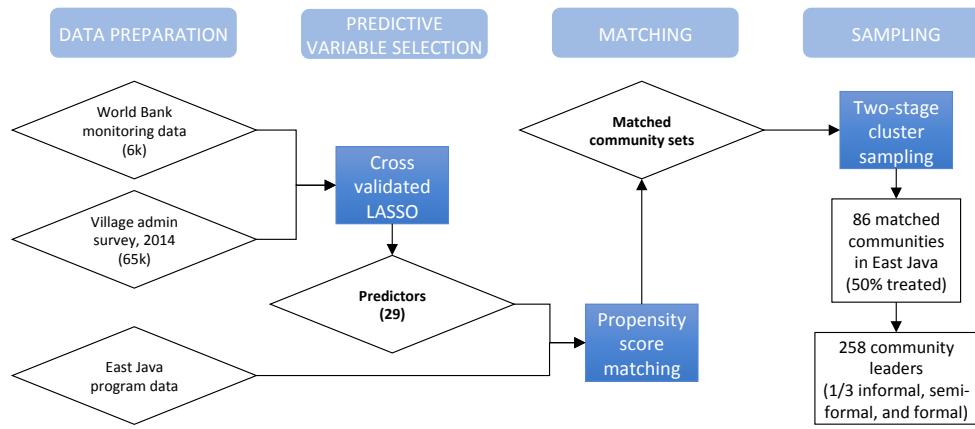 DATA PREPARATION
PREDICTIVE
VARIABLE SELECTION
MATCHING
SAMPLING
World Bank
monitoring data
(6k)
Village admin
survey, 2014
(65k)
East Java
program data
Cross
validated
LASSO
Predictors
(29)
Propensity
score
matching
Matched
community sets
Two-stage
cluster
sampling
86 matched
communities
in East Java
(50% treated)
258 community
leaders
(1/3 informal, semi-
formal, and formal)